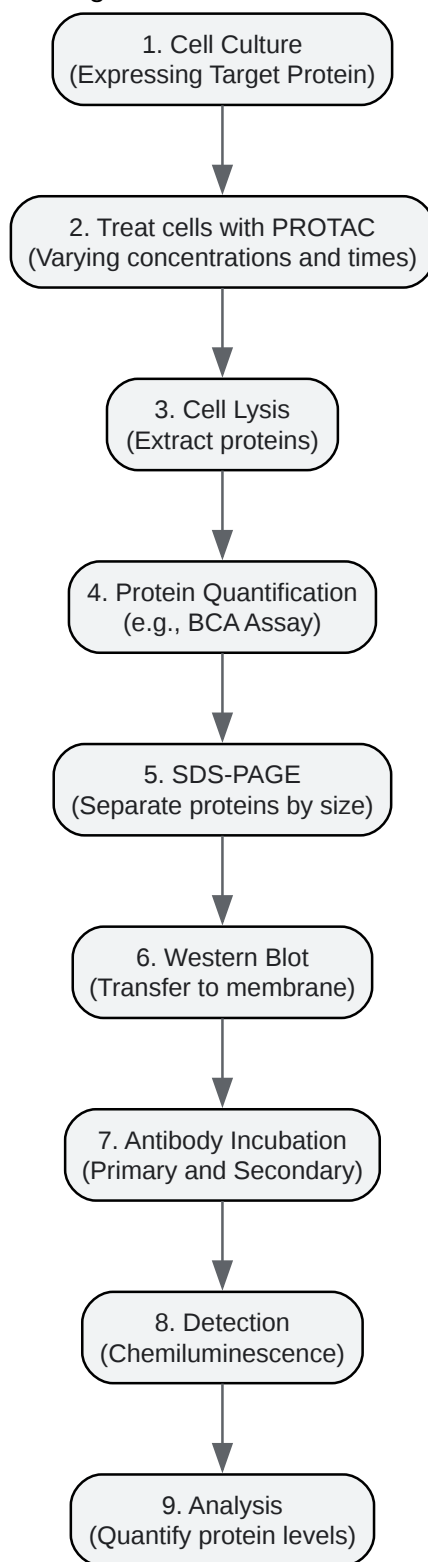 1. Cell Culture
(Expressing Target Protein)
2. Treat cells with PROTAC
(Varying concentrations and times)
3. Cell Lysis
(Extract proteins)
4. Protein Quantification
(e.g., BCA Assay)
5. SDS-PAGE
(Separate proteins by size)
6. Western Blot
(Transfer to membrane)
7. Antibody Incubation
(Primary and Secondary)
8. Detection
(Chemiluminescence)
9. Analysis
(Quantify protein levels)